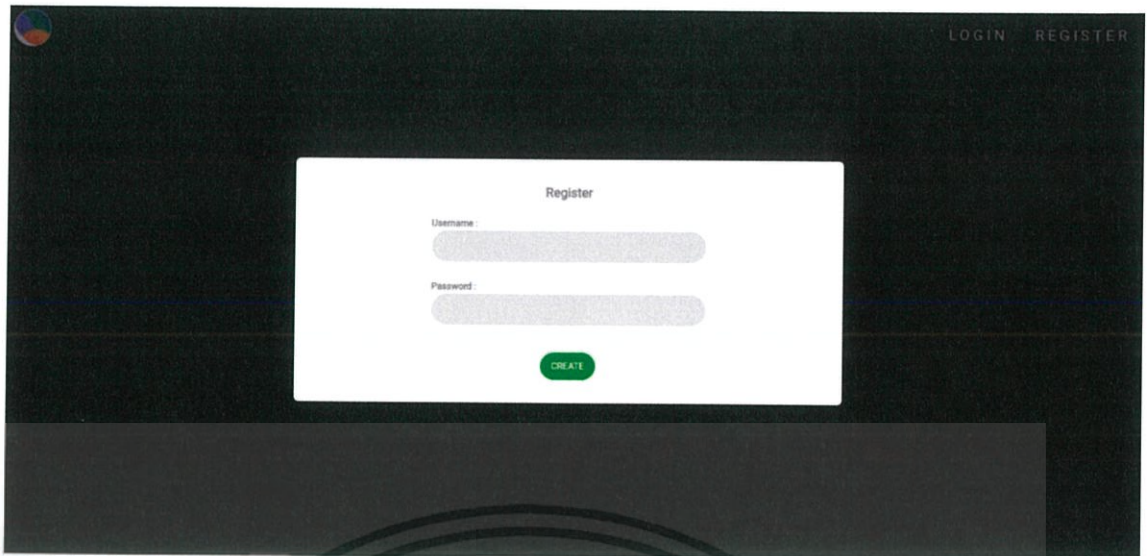 LOGIN REGISTER
Register
Username :
Password :
CREATE